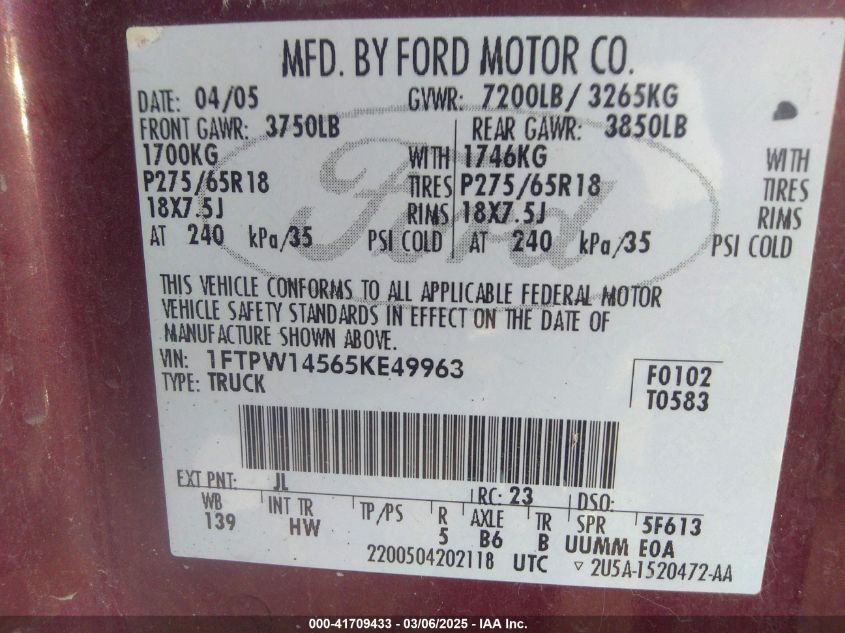 MFD. BY FORD MOTOR CO.
DATE: 04/05 GVWR: 7200LB/ 3265KG
FRONT GAWR: 3750LB REAR GAWR: 3850LB
1700KG WITH 1746KG WITH
P275/65R18 TIRES P275/65R18 TIRES
18X7.5J RIMS 18X7.5J RIMS
AT 240 kPa/35 PSI COLD AT 240 kPa/35 PSI COLD
Ford
THIS VEHICLE CONFORMS TO ALL APPLICABLE FEDERAL MOTOR
VEHICLE SAFETY STANDARDS IN EFFECT ON THE DATE OF
MANUFACTURE SHOWN ABOVE.
VIN: 1FTPW14565KE49963 F0102
TYPE: TRUCK T0583
EXT PNT: JL RC: 23 DSO:
WB INT TR TP/PS R AXLE TR SPR 5F613
139 HW 5 B6 B UUMM E0A
2200504202118 UTC ▽ 2U5A-1520472-AA
000-41709433 - 03/06/2025 - IAA Inc.